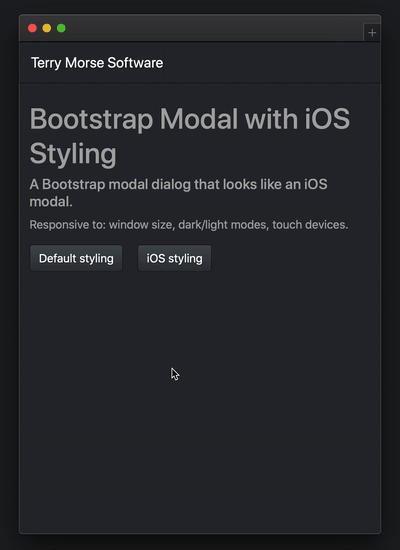 Terry Morse Software
Bootstrap Modal with iOS
Styling
A Bootstrap modal dialog that looks like an iOS
modal.
Responsive to: window size, dark/light modes, touch devices.
Default styling
iOS styling